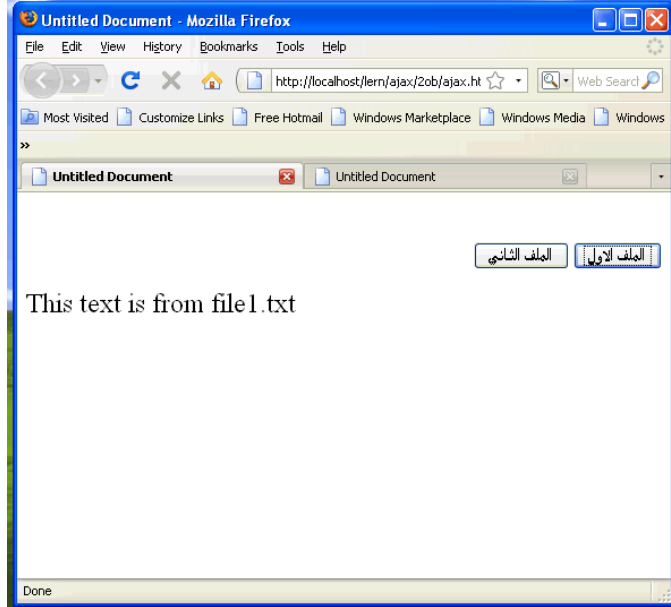 Untitled Document - Mozilla Firefox
File Edit View History Bookmarks Tools Help
http://localhost/lern/ajax/2ob/ajax.ht Web Search
Most Visited Customize Links Free Hotmail Windows Marketplace Windows Media Windows
»
Untitled Document Untitled Document
الملف الاول الملف الثاني
This text is from file1.txt
Done